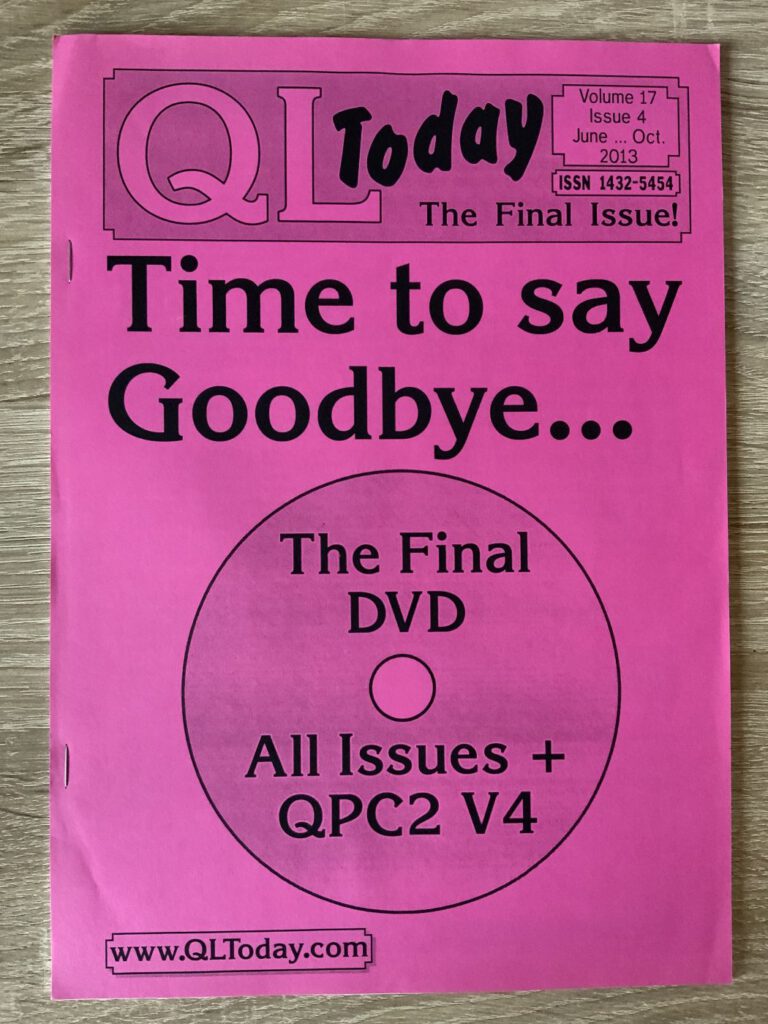 QL Today
Volume 17
Issue 4
June ... Oct.
2013
ISSN 1432-5454
The Final Issue!
Time to say
Goodbye...
The Final
DVD
All Issues +
QPC2 V4
www.QLToday.com